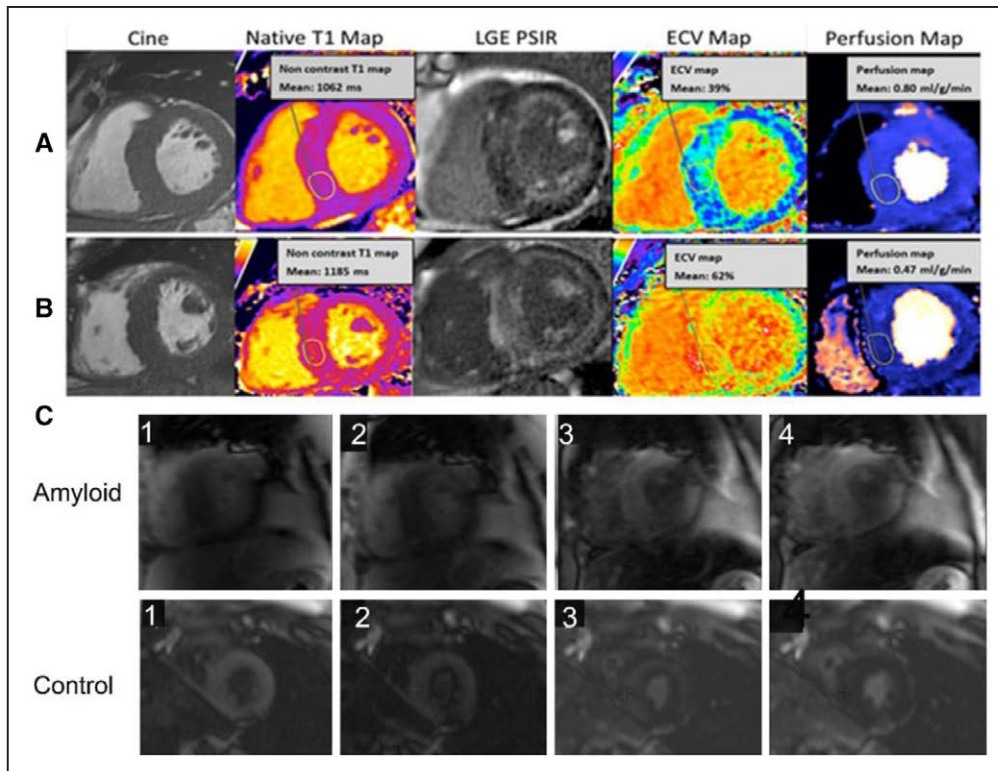 Cine Native T1 Map LGE PSIR ECV Map Perfusion Map
A
Non contrast T1 map
Mean: 1062 ms
ECV map
Mean: 39%
Perfusion map
Mean: 0.80 ml/g/min
B
Non contrast T1 map
Mean: 1185 ms
ECV map
Mean: 62%
Perfusion map
Mean: 0.47 ml/g/min
C
1 2 3 4
Amyloid
1 2 3 4
Control